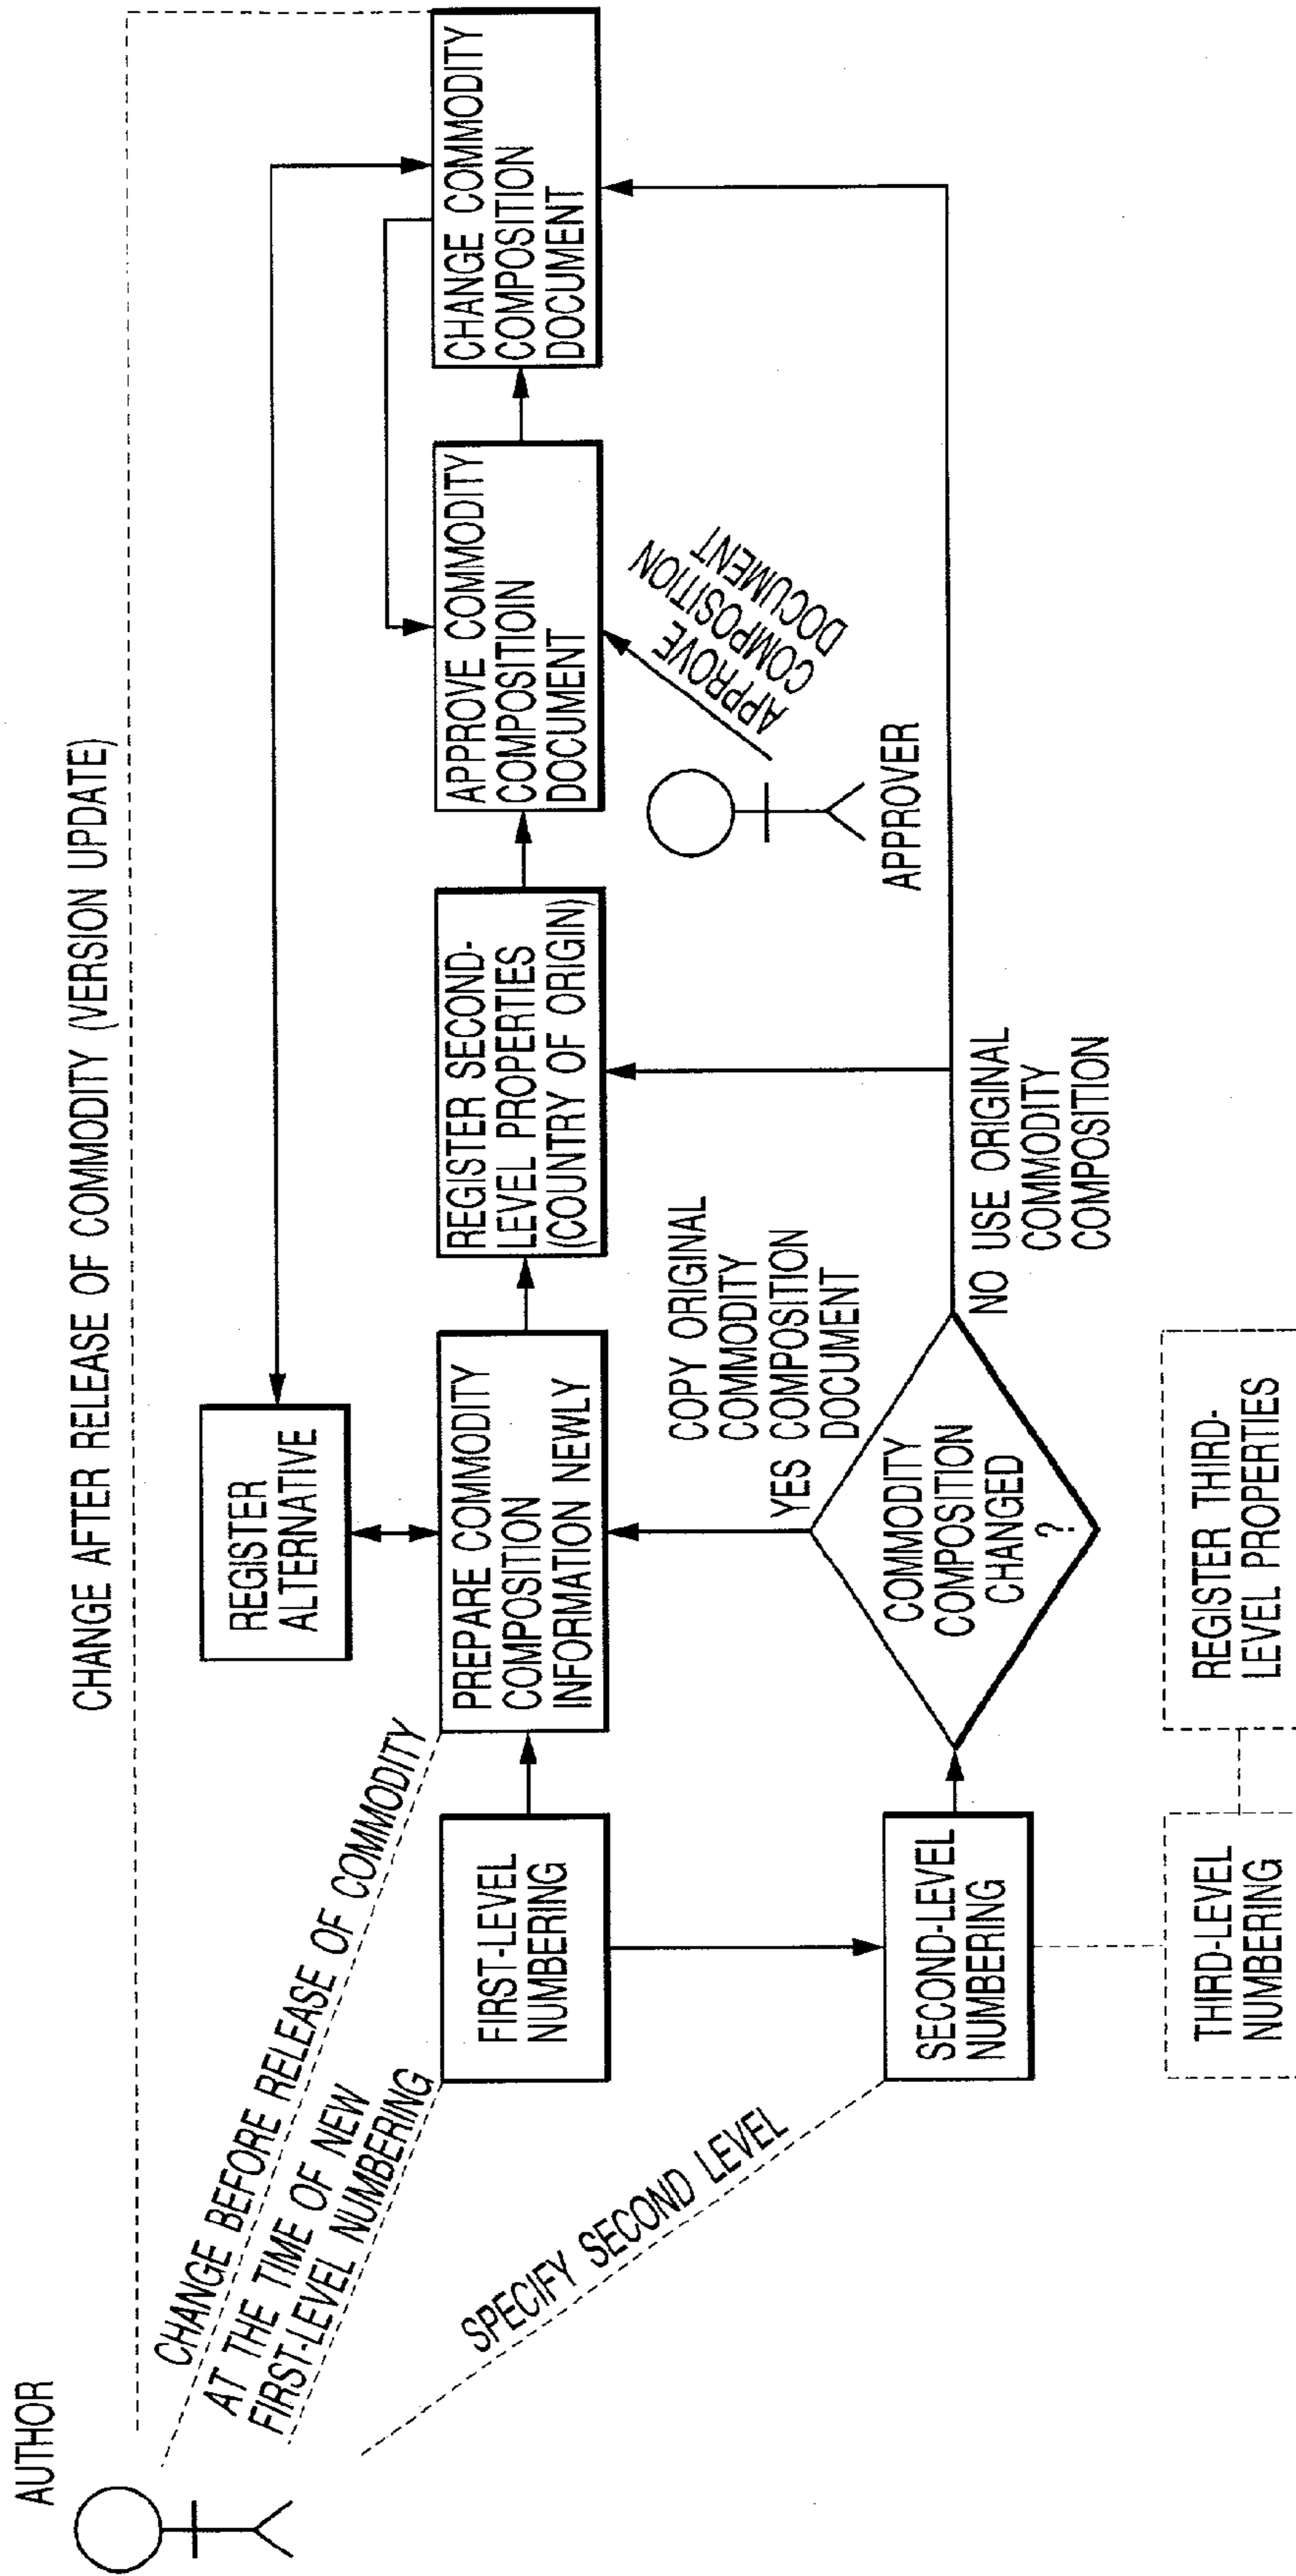 AUTHOR
CHANGE AFTER RELEASE OF COMMODITY (VERSION UPDATE)
CHANGE BEFORE RELEASE OF COMMODITY
AT THE TIME OF NEW
FIRST-LEVEL NUMBERING
SPECIFY SECOND LEVEL
REGISTER
ALTERNATIVE
FIRST-LEVEL
NUMBERING
PREPARE COMMODITY
COMPOSITION
INFORMATION NEWLY
REGISTER SECOND-
LEVEL PROPERTIES
(COUNTRY OF ORIGIN)
APPROVE COMMODITY
COMPOSITIOIN
DOCUMENT
CHANGE COMMODITY
COMPOSITION
DOCUMENT
APPROVE
COMPOSITION
DOCUMENT
APPROVER
COPY ORIGINAL
COMMODITY
YES COMPOSITION
DOCUMENT
SECOND-LEVEL
NUMBERING
COMMODITY
COMPOSITION
CHANGED
?
NO USE ORIGINAL
COMMODITY
COMPOSITION
THIRD-LEVEL
NUMBERING
REGISTER THIRD-
LEVEL PROPERTIES